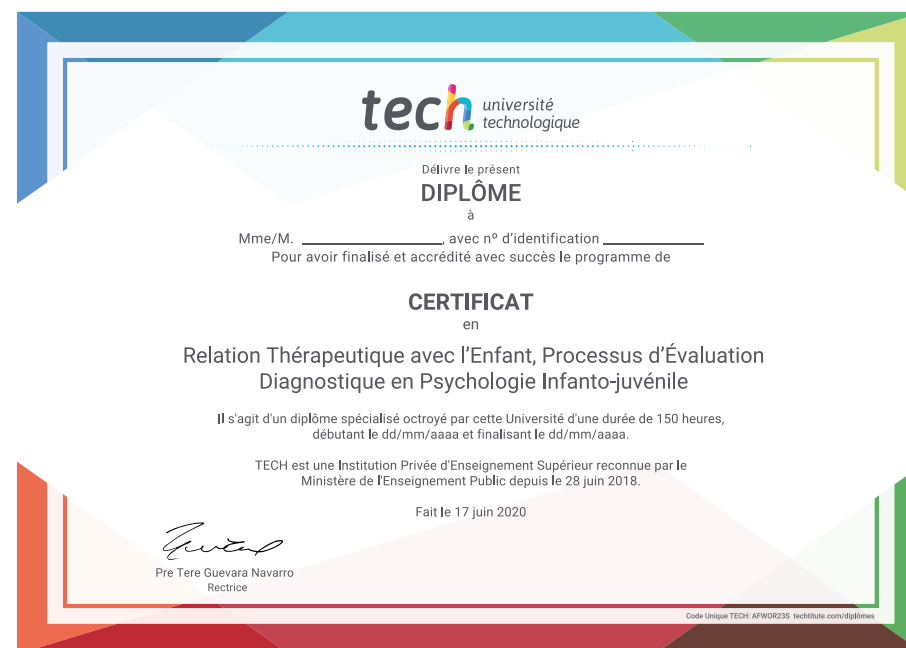 tech université
technologique
Délivre le présent
DIPLÔME
à
Mme/M. ____________________, avec nº d'identification ______________
Pour avoir finalisé et accrédité avec succès le programme de
CERTIFICAT
en
Relation Thérapeutique avec l'Enfant, Processus d'Évaluation
Diagnostique en Psychologie Infanto-juvénile
Il s'agit d'un diplôme spécialisé octroyé par cette Université d'une durée de 150 heures,
débutant le dd/mm/aaaa et finalisant le dd/mm/aaaa.
TECH est une Institution Privée d'Enseignement Supérieur reconnue par le
Ministère de l'Enseignement Public depuis le 28 juin 2018.
Fait le 17 juin 2020
Pre Tere Guevara Navarro
Rectrice
Code Unique TECH: AFWOR23S techtitute.com/diplômes